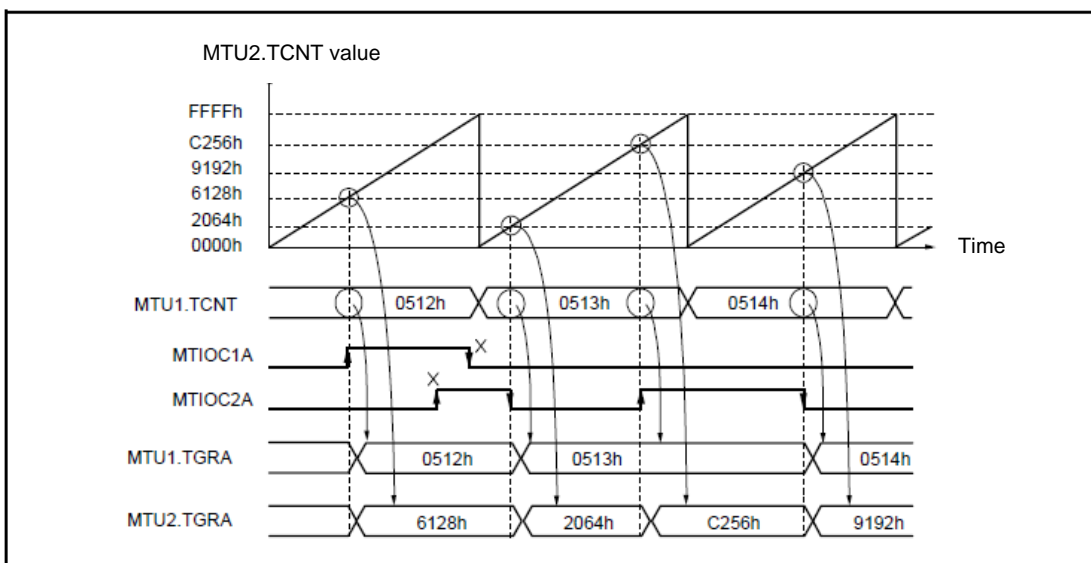 MTU2.TCNT value
FFFFh
C256h
9192h
6128h
2064h
0000h
Time
MTU1.TCNT 0512h 0513h 0514h
MTIOC1A X
MTIOC2A X
MTU1.TGRA 0512h 0513h 0514h
MTU2.TGRA 6128h 2064h C256h 9192h